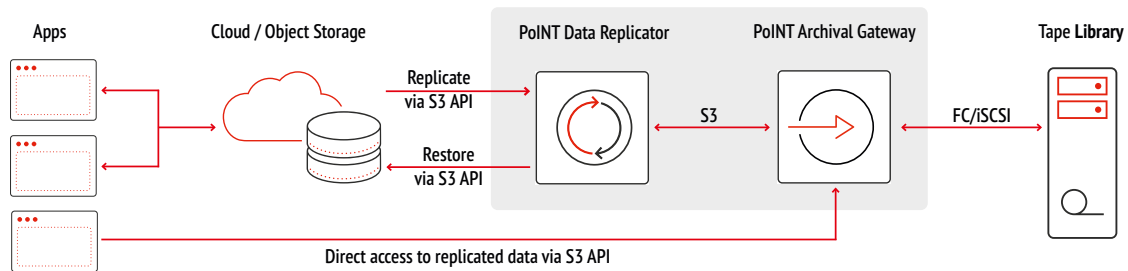 Apps
Cloud / Object Storage
PoINT Data Replicator
PoINT Archival Gateway
Tape Library
Replicate
via S3 API
S3
FC/iSCSI
Restore
via S3 API
Direct access to replicated data via S3 API